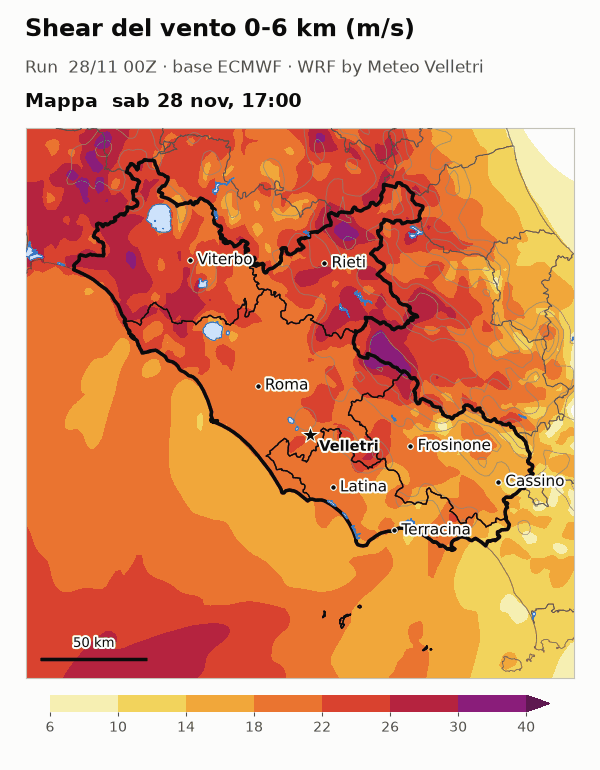 Shear del vento 0-6 km (m/s)
Run  28/11 00Z · base ECMWF · WRF by Meteo Velletri
Mappa  sab 28 nov, 17:00
Viterbo
Rieti
Roma
Velletri
Frosinone
Cassino
Latina
Terracina
50 km
6 10 14 18 22 26 30 40